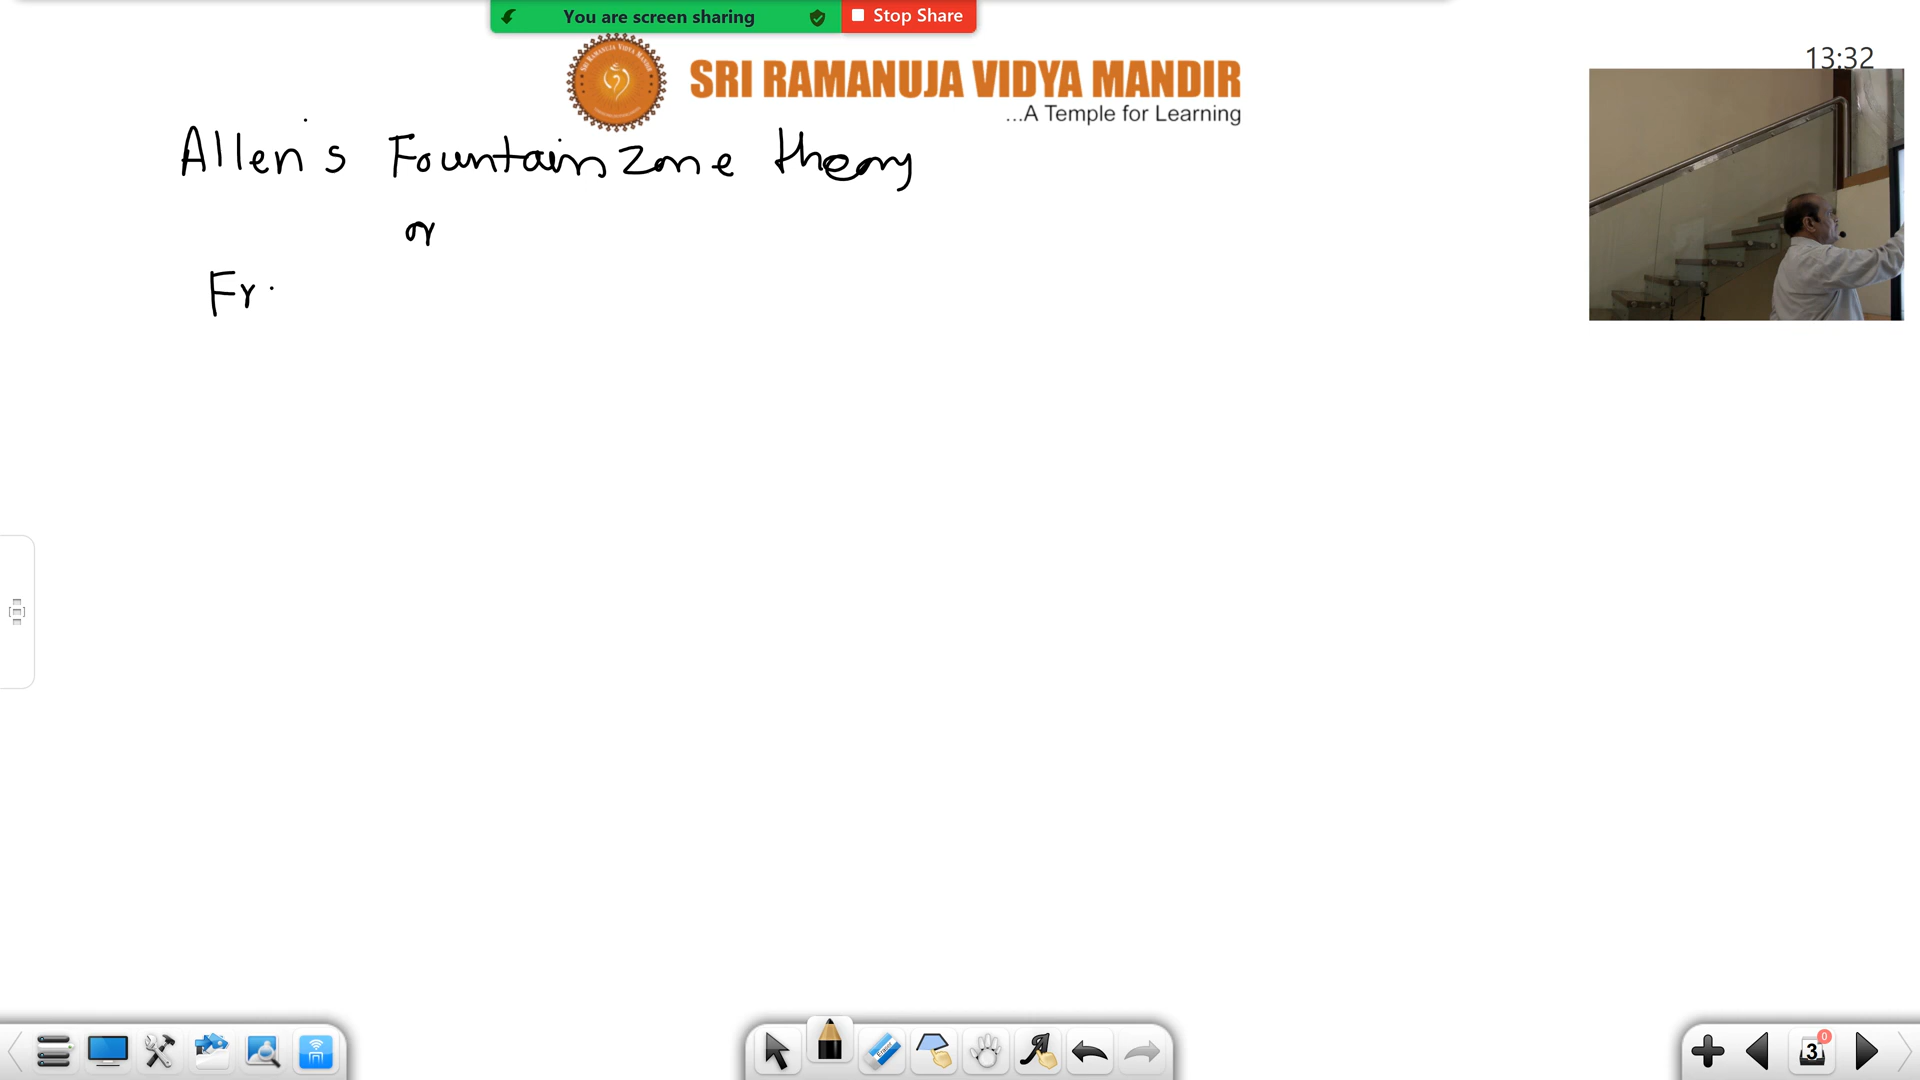 You are screen sharing Stop Share
SRI RAMANUJA VIDYA MANDIR
...A Temple for Learning
13:32
Allen's Fountain zone theory
or
Fr
3
0